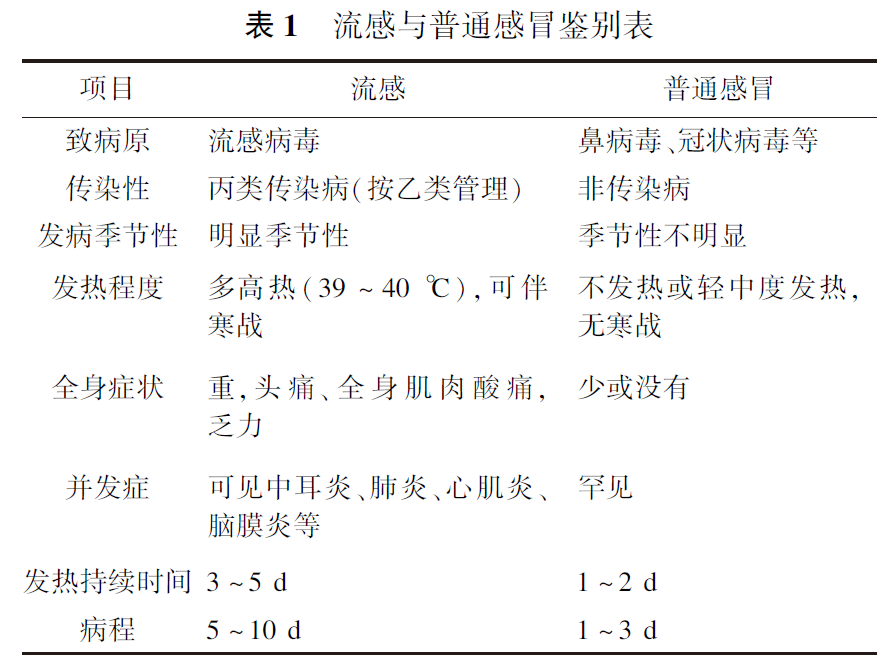 表 1 流感与普通感冒鉴别表
项目 流感 普通感冒
致病原 流感病毒 鼻病毒、冠状病毒等
传染性 丙类传染病(按乙类管理) 非传染病
发病季节性 明显季节性 季节性不明显
发热程度 多高热(39 ~ 40 ℃),可伴 不发热或轻中度发热,
寒战 无寒战
全身症状 重,头痛、全身肌肉酸痛, 少或没有
乏力
并发症 可见中耳炎、肺炎、心肌炎、 罕见
脑膜炎等
发热持续时间 3 ~ 5 d 1 ~ 2 d
病程 5 ~ 10 d 1 ~ 3 d